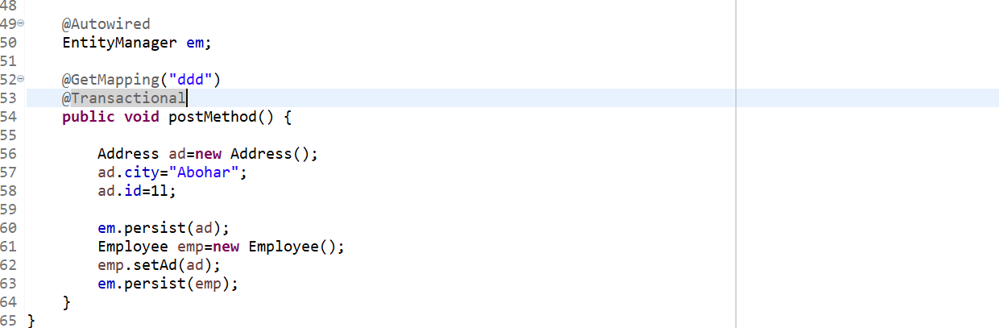 48
49 @Autowired
50 EntityManager em;
51
52 @GetMapping("ddd")
53 @Transactional
54 public void postMethod() {
55
56 Address ad=new Address();
57 ad.city="Abohar";
58 ad.id=1l;
59
60 em.persist(ad);
61 Employee emp=new Employee();
62 emp.setAd(ad);
63 em.persist(emp);
64 }
65 }